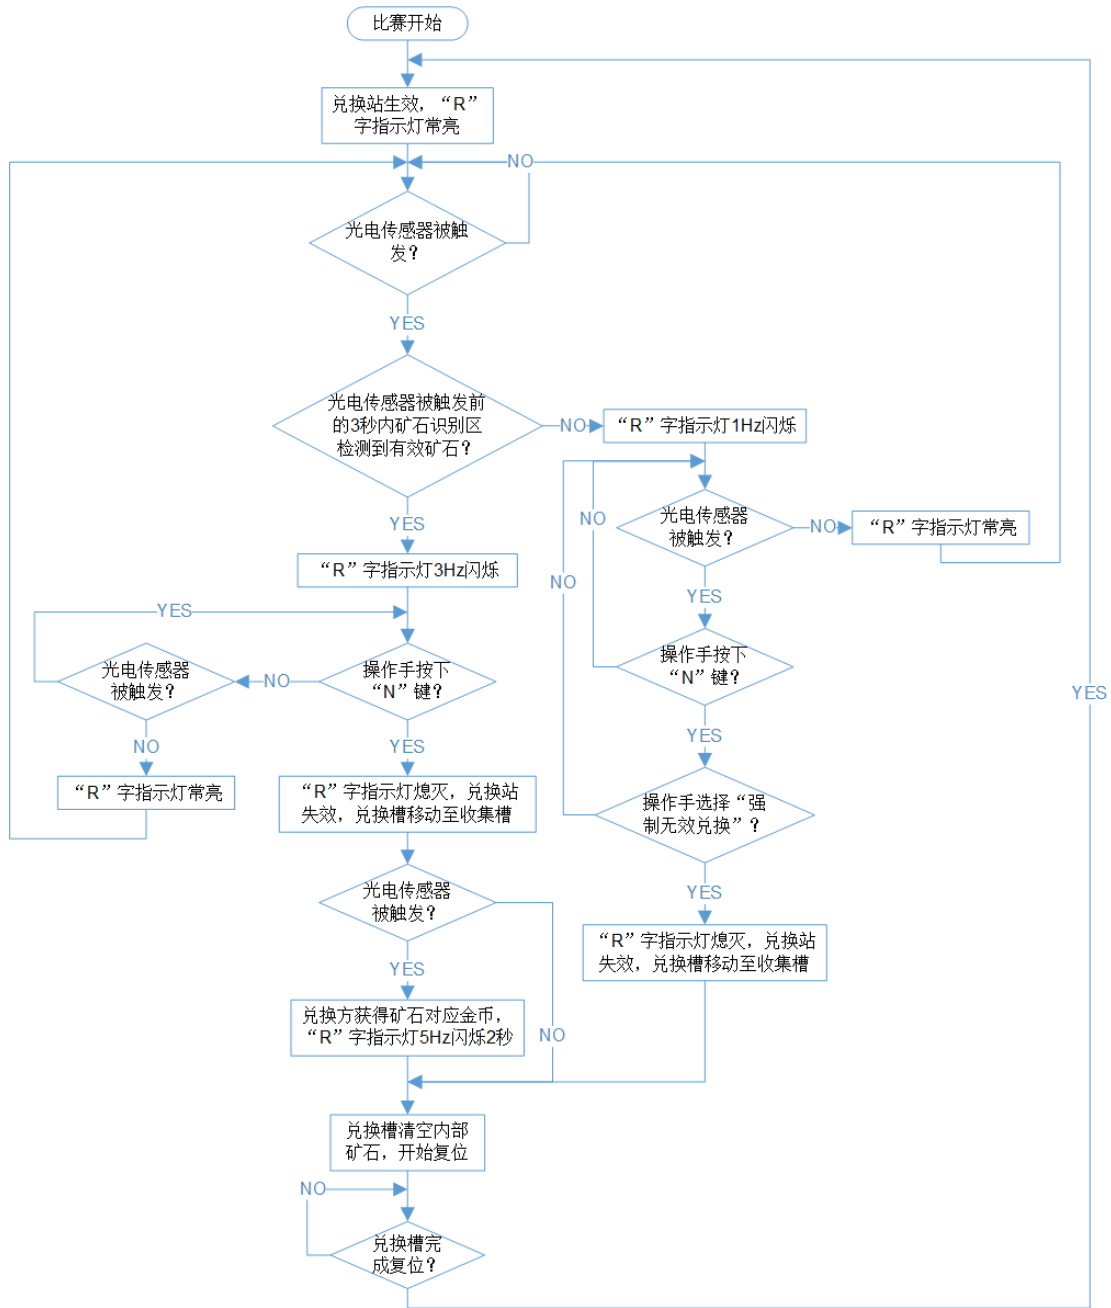 比赛开始
兑换站生效，“R”
字指示灯常亮
NO
光电传感器被触
发？
YES
光电传感器被触发前
的3秒内矿石识别区
检测到有效矿石？
NO
“R”字指示灯1Hz闪烁
YES
NO
光电传感器
被触发？
NO
“R”字指示灯常亮
“R”字指示灯3Hz闪烁
NO
YES
YES
光电传感器
被触发？
NO
操作手按下
“N”键？
操作手按下
“N”键？
YES
NO
YES
YES
“R”字指示灯常亮
“R”字指示灯熄灭，兑换站
失效，兑换槽移动至收集槽
操作手选择“强
制无效兑换”？
光电传感器
被触发？
YES
YES
“R”字指示灯熄灭，兑换站
失效，兑换槽移动至收集槽
兑换方获得矿石对应金币，
“R”字指示灯5Hz闪烁2秒
NO
兑换槽清空内部
矿石，开始复位
NO
兑换槽完
成复位？